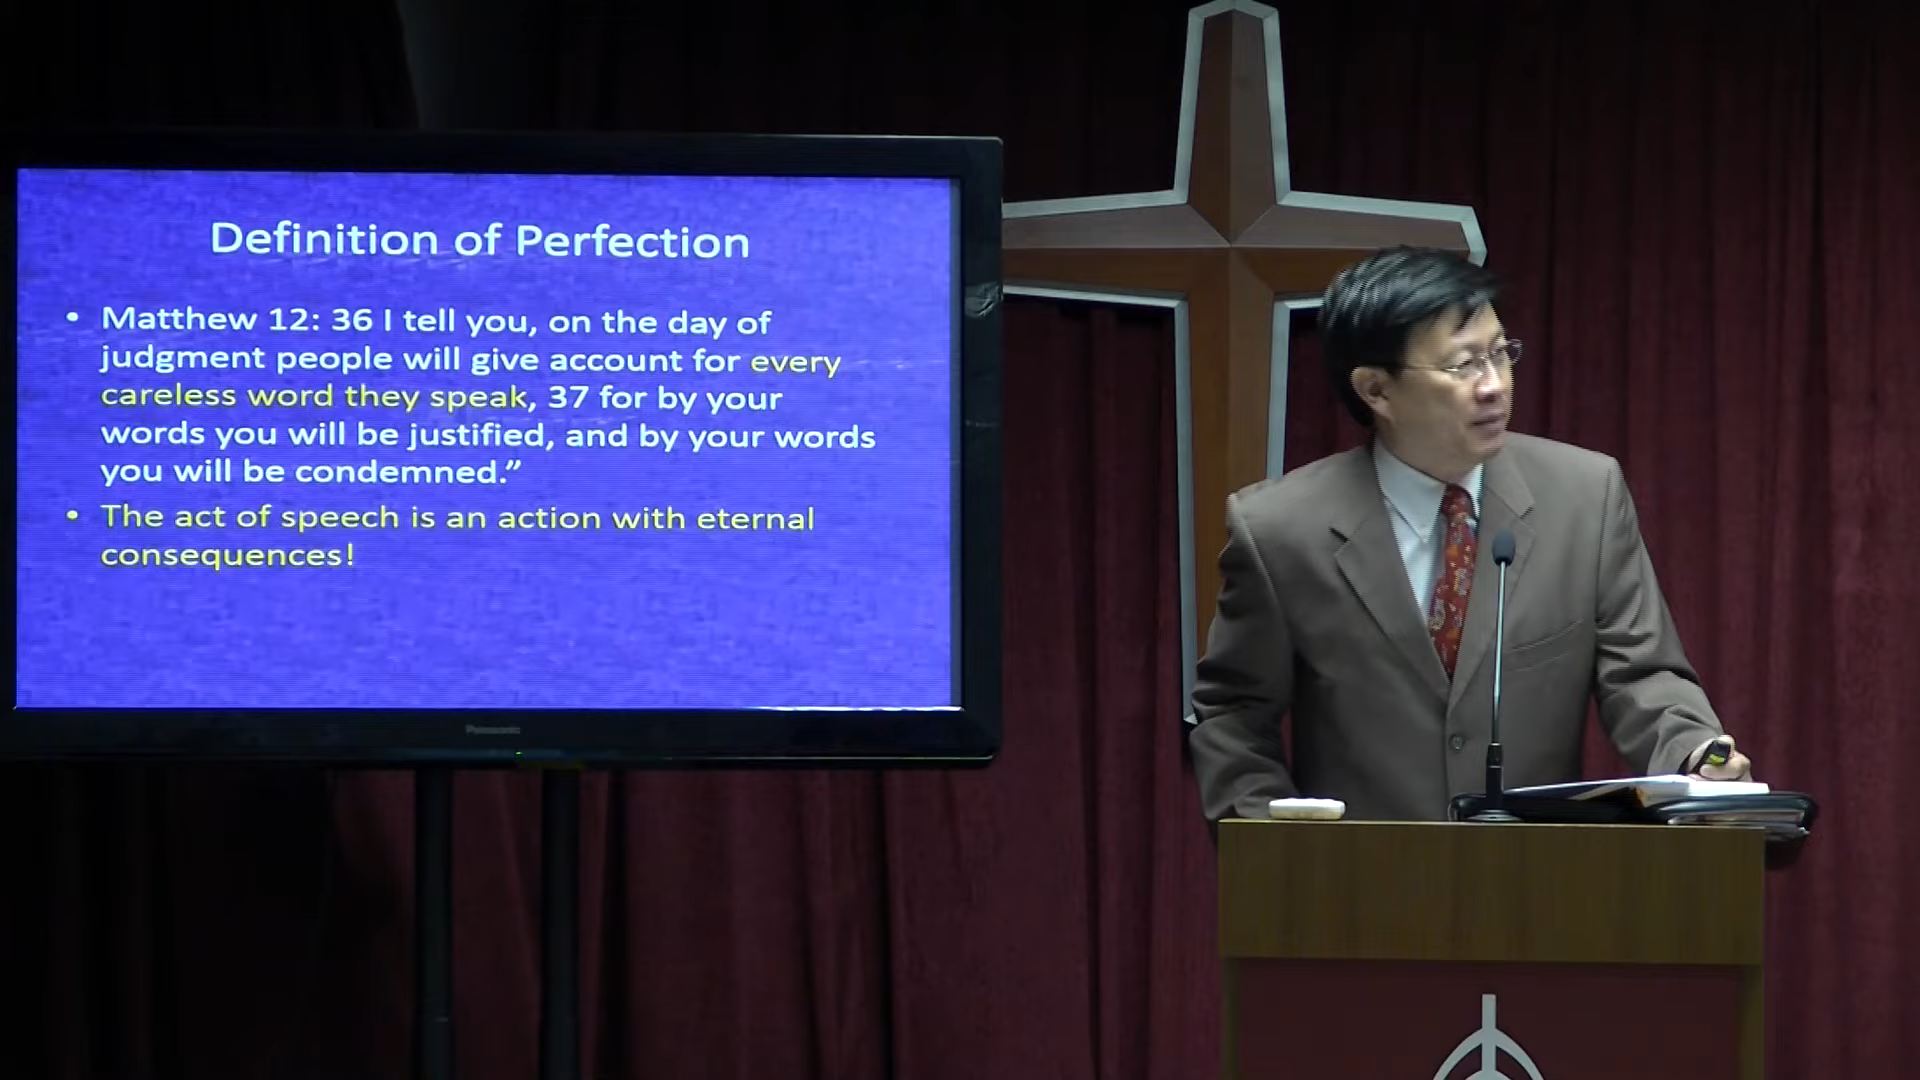 Definition of Perfection
• Matthew 12: 36 I tell you, on the day of
judgment people will give account for every
careless word they speak, 37 for by your
words you will be justified, and by your words
you will be condemned.”
• The act of speech is an action with eternal
consequences!
Panasonic